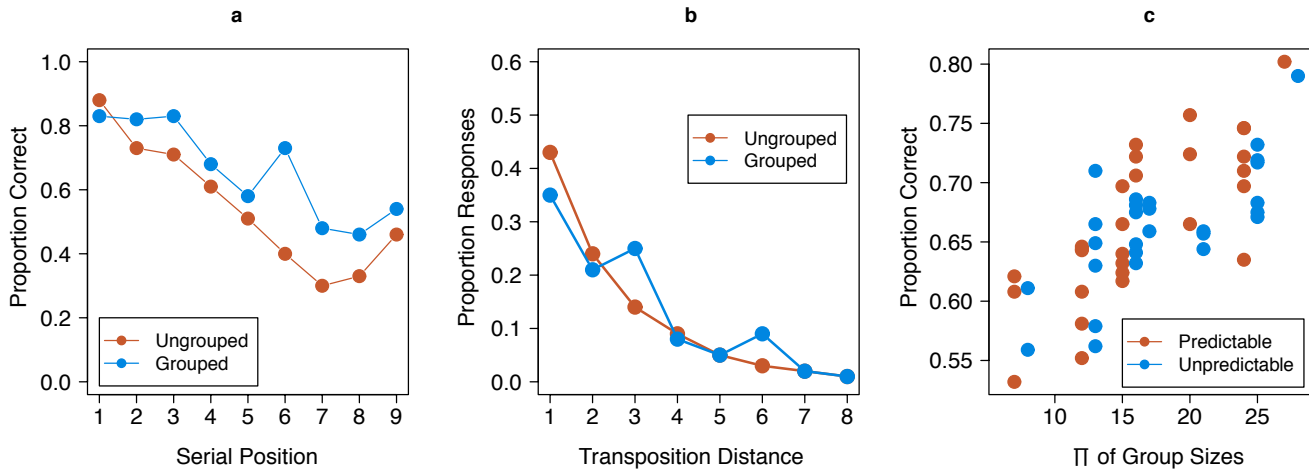 a
1.0
0.8
0.6
0.4
0.2
0.0
Proportion Correct
Ungrouped
Grouped
1 2 3 4 5 6 7 8 9
Serial Position
b
0.6
0.5
0.4
0.3
0.2
0.1
0.0
Proportion Responses
Ungrouped
Grouped
1 2 3 4 5 6 7 8
Transposition Distance
c
0.80
0.75
0.70
0.65
0.60
0.55
Proportion Correct
Predictable
Unpredictable
10 15 20 25
∏ of Group Sizes